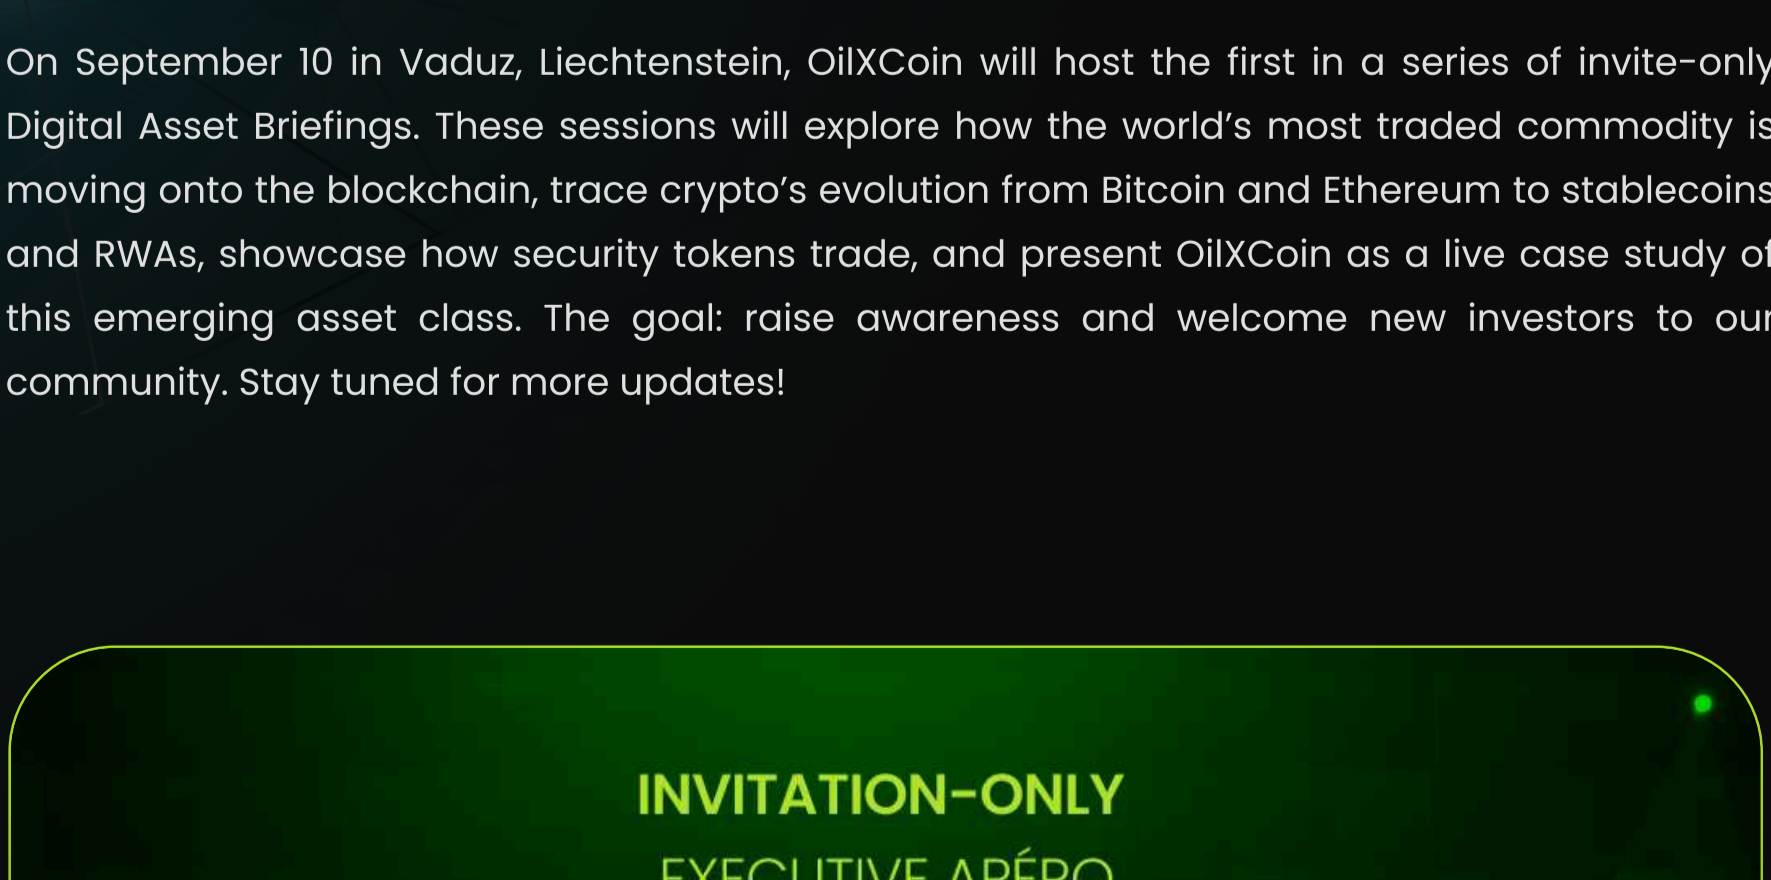 On September 10 in Vaduz, Liechtenstein, OilXCoin will host the first in a series of invite-only
Digital Asset Briefings. These sessions will explore how the world’s most traded commodity is
moving onto the blockchain, trace crypto’s evolution from Bitcoin and Ethereum to stablecoins
and RWAs, showcase how security tokens trade, and present OilXCoin as a live case study of
this emerging asset class. The goal: raise awareness and welcome new investors to our
community. Stay tuned for more updates!
INVITATION-ONLY
EXECUTIVE APÉRO